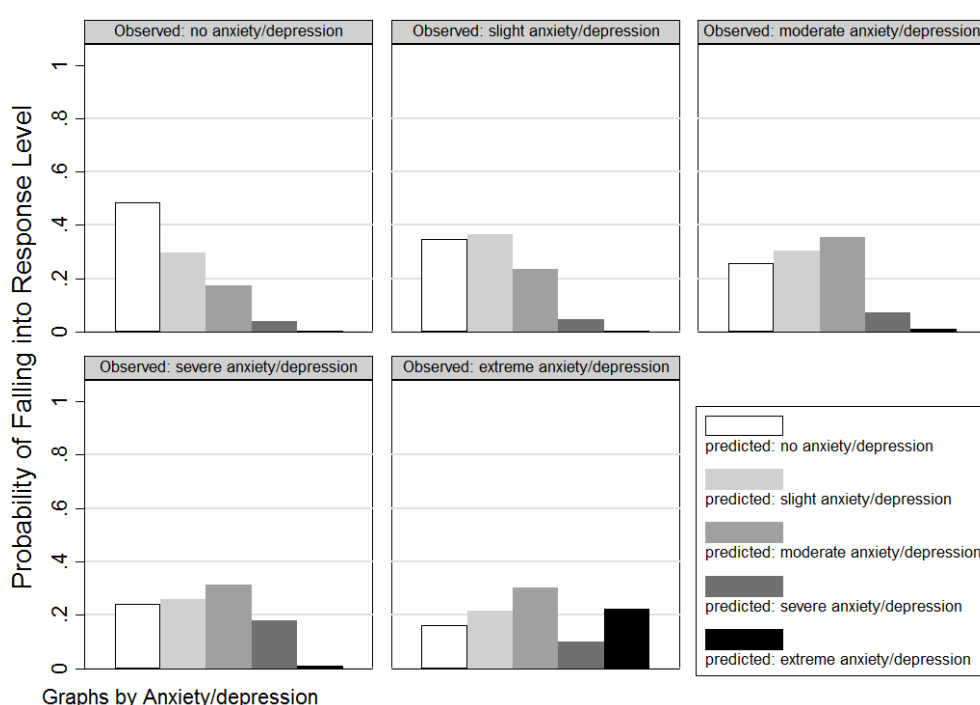 Observed: no anxiety/depression
Observed: slight anxiety/depression
Observed: moderate anxiety/depression
Probability of Falling into Response Level
1
.8
.6
.4
.2
0
Observed: severe anxiety/depression
Observed: extreme anxiety/depression
1
.8
.6
.4
.2
0
predicted: no anxiety/depression
predicted: slight anxiety/depression
predicted: moderate anxiety/depression
predicted: severe anxiety/depression
predicted: extreme anxiety/depression
Graphs by Anxiety/depression